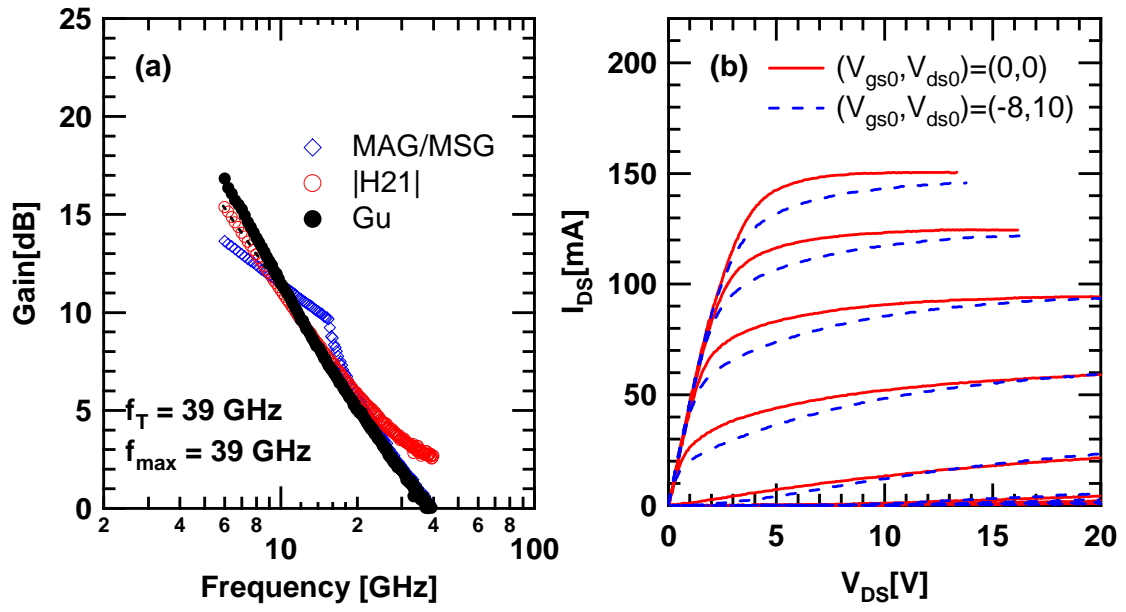 25
20
15
10
5
0
Gain[dB]
(a)
MAG/MSG
|H21|
Gu
f_T = 39 GHz
f_max = 39 GHz
2
4
6
8
10
2
4
6
8
100
Frequency [GHz]
200
150
100
50
0
I_DS[mA]
(b)
(V_gs0,V_ds0)=(0,0)
(V_gs0,V_ds0)=(-8,10)
0
5
10
15
20
V_DS[V]